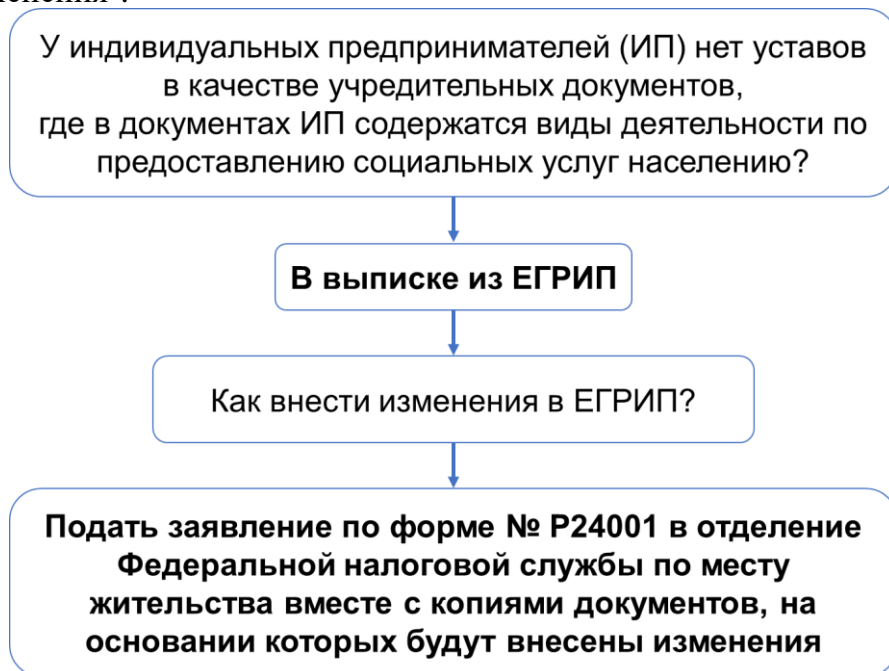 У индивидуальных предпринимателей (ИП) нет уставов
в качестве учредительных документов,
где в документах ИП содержатся виды деятельности по
предоставлению социальных услуг населению?
В выписке из ЕГРИП
Как внести изменения в ЕГРИП?
Подать заявление по форме № Р24001 в отделение
Федеральной налоговой службы по месту
жительства вместе с копиями документов, на
основании которых будут внесены изменения